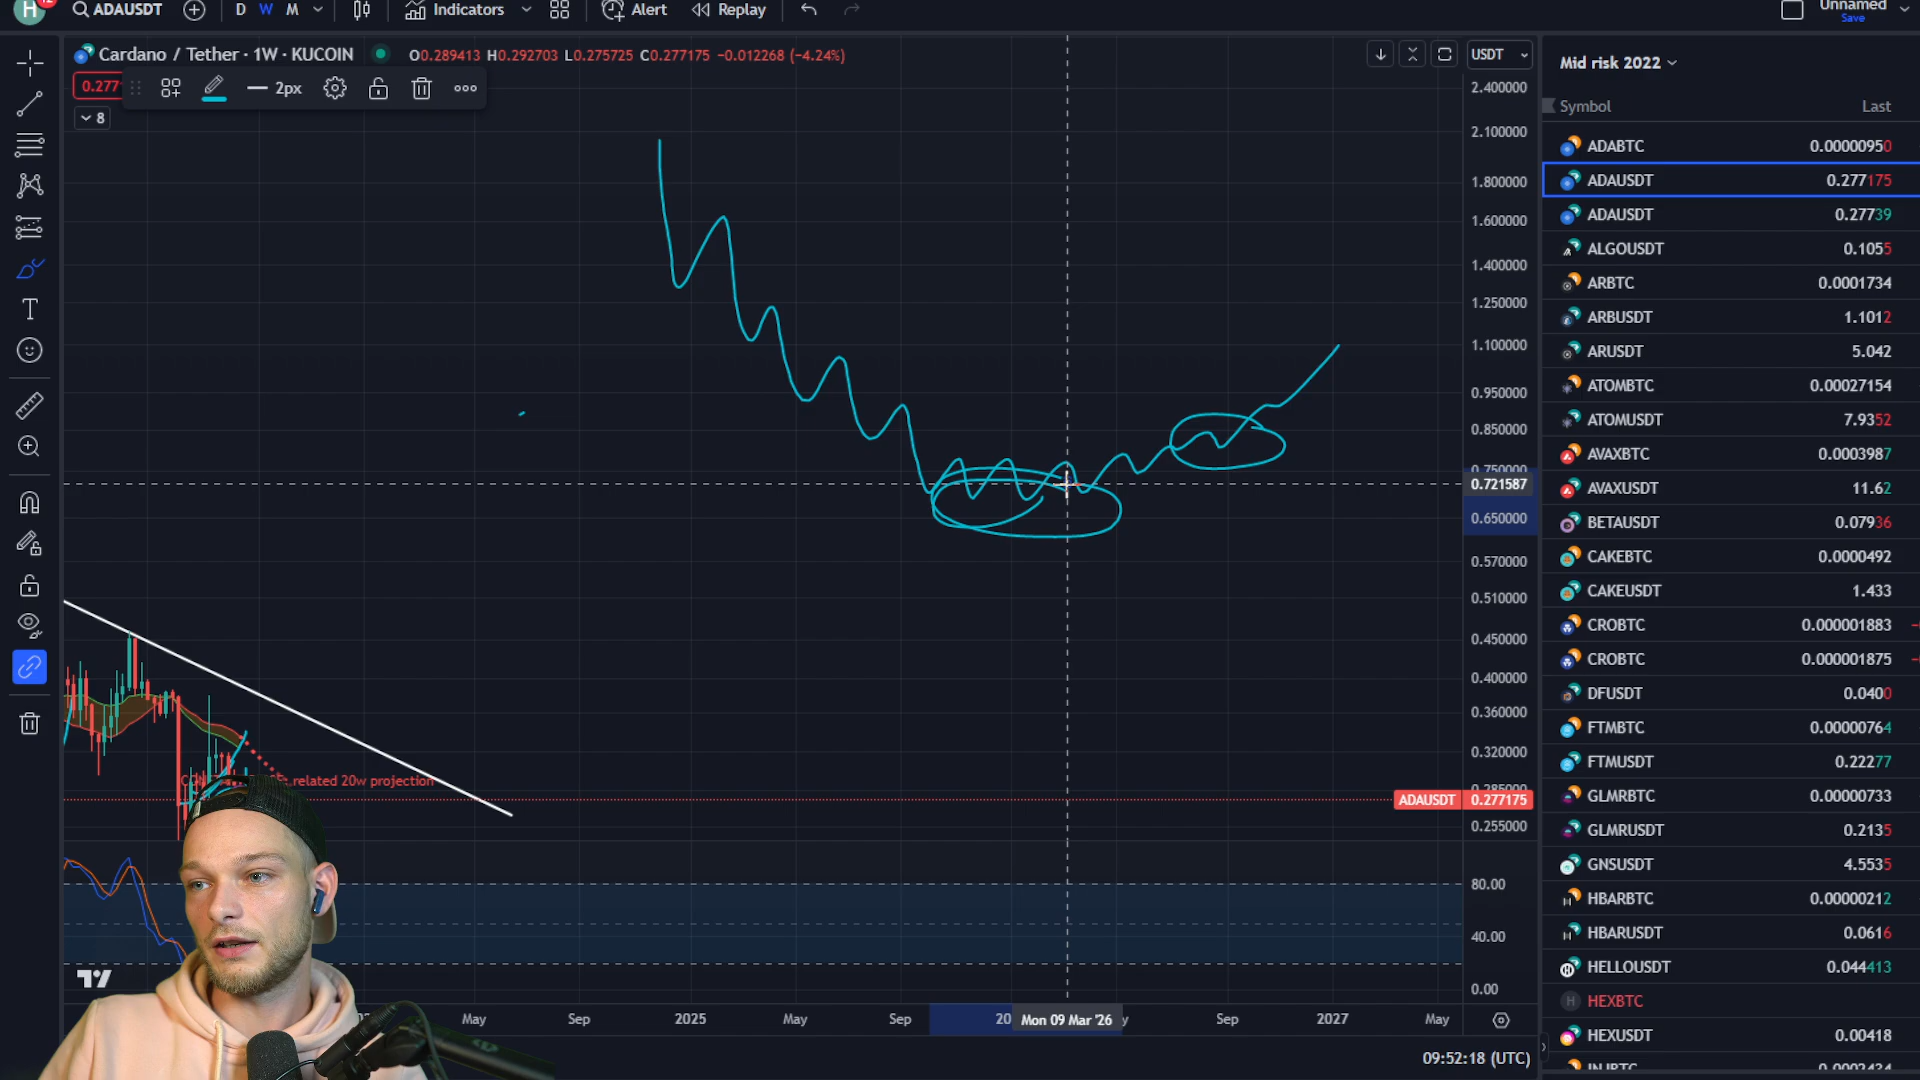 H
ADAUSDT
D W M
Indicators
Alert
Replay
Unnamed
Save
Cardano / Tether · 1W · KUCOIN
O0.289413 H0.292703 L0.275725 C0.277175 −0.012268 (−4.24%)
0.277
2px
8
USDT
2.400000
2.100000
1.800000
1.600000
1.400000
1.250000
1.100000
0.950000
0.850000
0.750000
0.721587
0.650000
0.570000
0.510000
0.450000
0.400000
0.360000
0.320000
0.285000
ADAUSDT 0.277175
0.255000
80.00
40.00
0.00
related 20w projection
May
Sep
2025
May
Sep
20
Mon 09 Mar '26
y
Sep
2027
May
09:52:18 (UTC)
Mid risk 2022
Symbol Last
ADABTC 0.00000950
ADAUSDT 0.277175
ADAUSDT 0.27739
ALGOUSDT 0.1055
ARBTC 0.0001734
ARBUSDT 1.1012
ARUSDT 5.042
ATOMBTC 0.00027154
ATOMUSDT 7.9352
AVAXBTC 0.0003987
AVAXUSDT 11.62
BETAUSDT 0.07936
CAKEBTC 0.0000492
CAKEUSDT 1.433
CROBTC 0.000001883
CROBTC 0.000001875
DFUSDT 0.0400
FTMBTC 0.00000764
FTMUSDT 0.22277
GLMRBTC 0.00000733
GLMRUSDT 0.2135
GNSUSDT 4.5535
HBARBTC 0.00000212
HBARUSDT 0.0616
HELLOUSDT 0.044413
H HEXBTC
HEXUSDT 0.00418